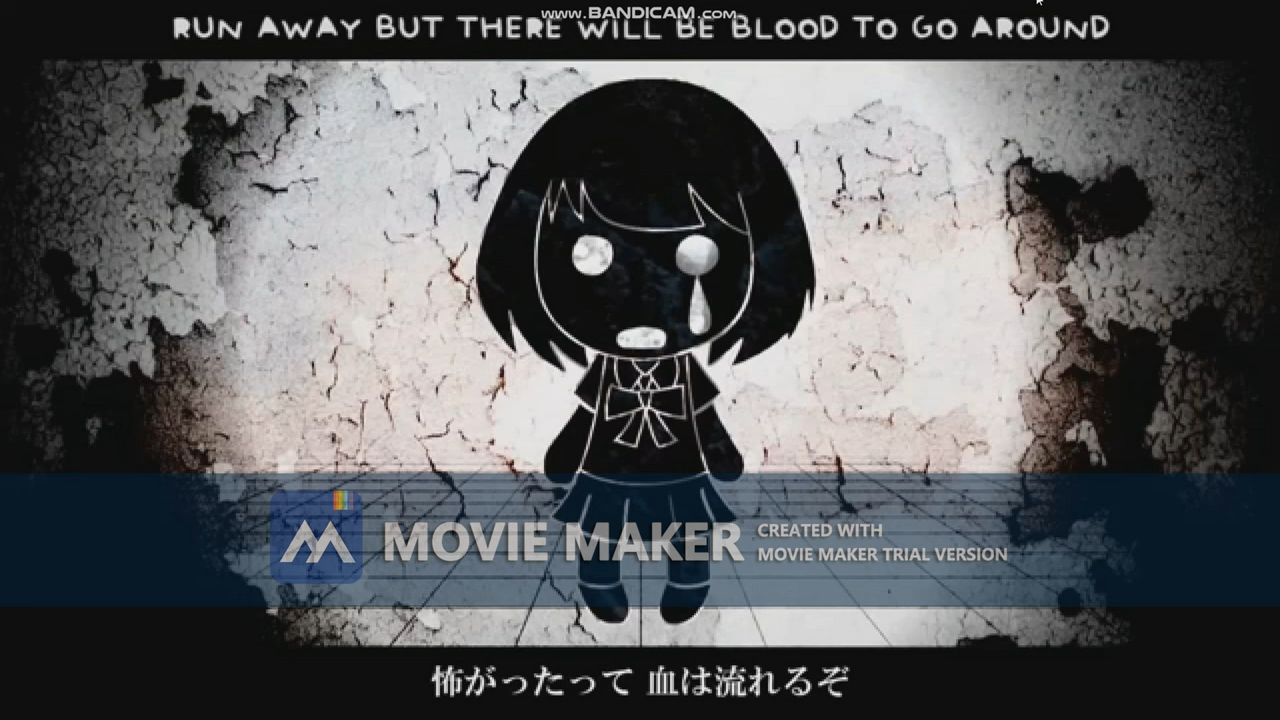 www.BANDICAM.com
RUN AWAY BUT THERE WILL BE BLOOD TO GO AROUND
MOVIE MAKER
CREATED WITH
MOVIE MAKER TRIAL VERSION
怖がったって 血は流れるぞ